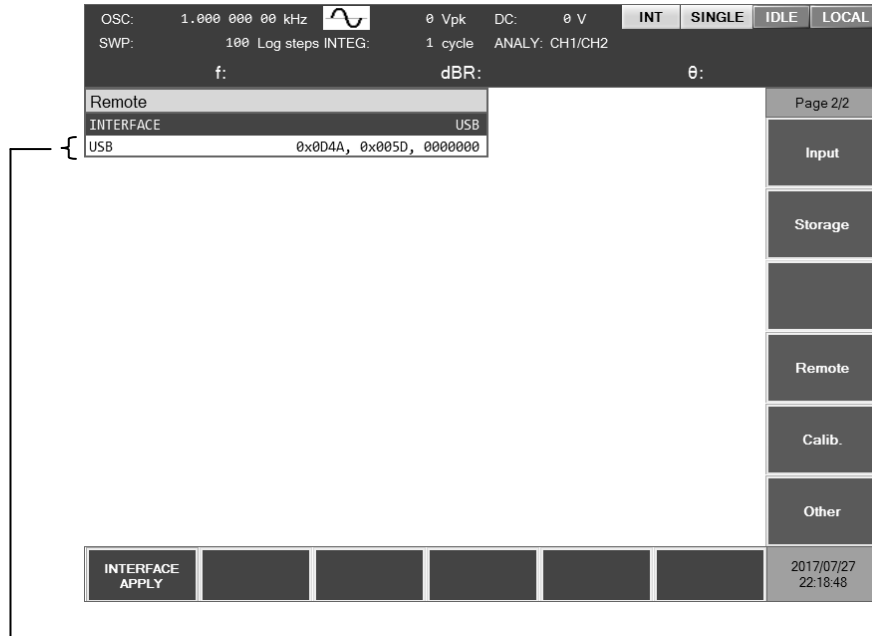 OSC: 1.000 000 00 kHz 0 Vpk DC: 0 V INT SINGLE IDLE LOCAL
SWP: 100 Log steps INTEG: 1 cycle ANALY: CH1/CH2
f: dBR: θ:
Remote
INTERFACE USB
USB 0x0D4A, 0x005D, 0000000
Page 2/2
Input
Storage
Remote
Calib.
Other
INTERFACE
APPLY
2017/07/27
22:18:48